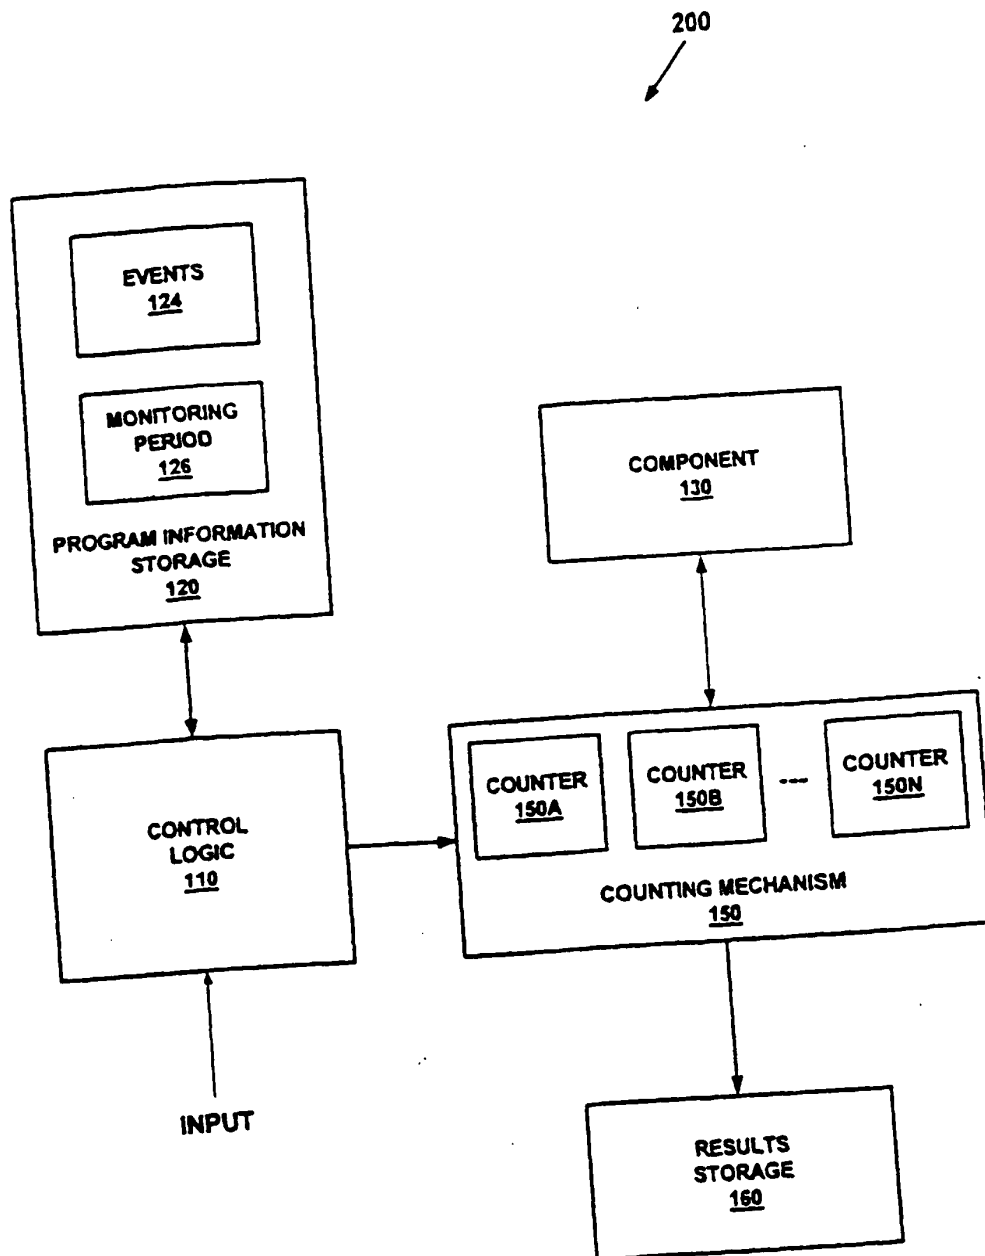 200
EVENTS
124
MONITORING
PERIOD
126
PROGRAM INFORMATION
STORAGE
120
COMPONENT
130
CONTROL
LOGIC
110
COUNTER
150A
COUNTER
150B
---
COUNTER
150N
COUNTING MECHANISM
150
INPUT
RESULTS
STORAGE
160